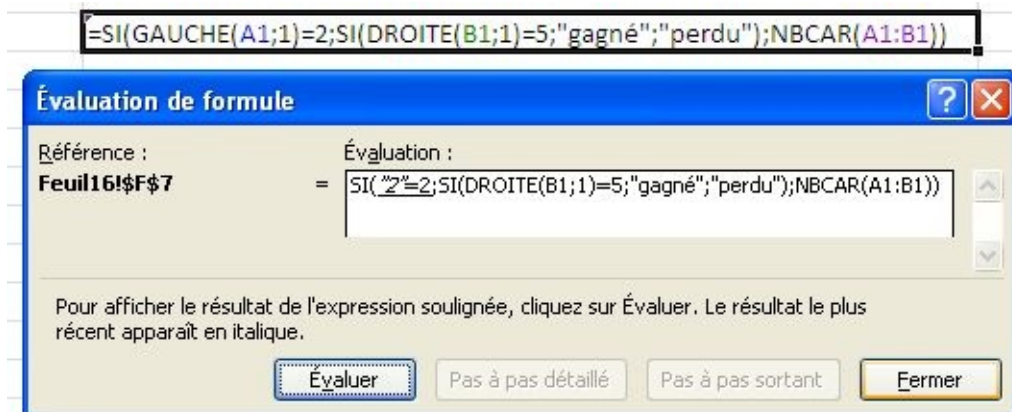 =SI(GAUCHE(A1;1)=2;SI(DROITE(B1;1)=5;"gagné";"perdu");NBCAR(A1:B1))
Évaluation de formule
Référence :
Évaluation :
Feuil16!$F$7
= SI("2"=2;SI(DROITE(B1;1)=5;"gagné";"perdu");NBCAR(A1:B1))
Pour afficher le résultat de l'expression soulignée, cliquez sur Évaluer. Le résultat le plus
récent apparaît en italique.
Évaluer
Pas à pas détaillé
Pas à pas sortant
Fermer